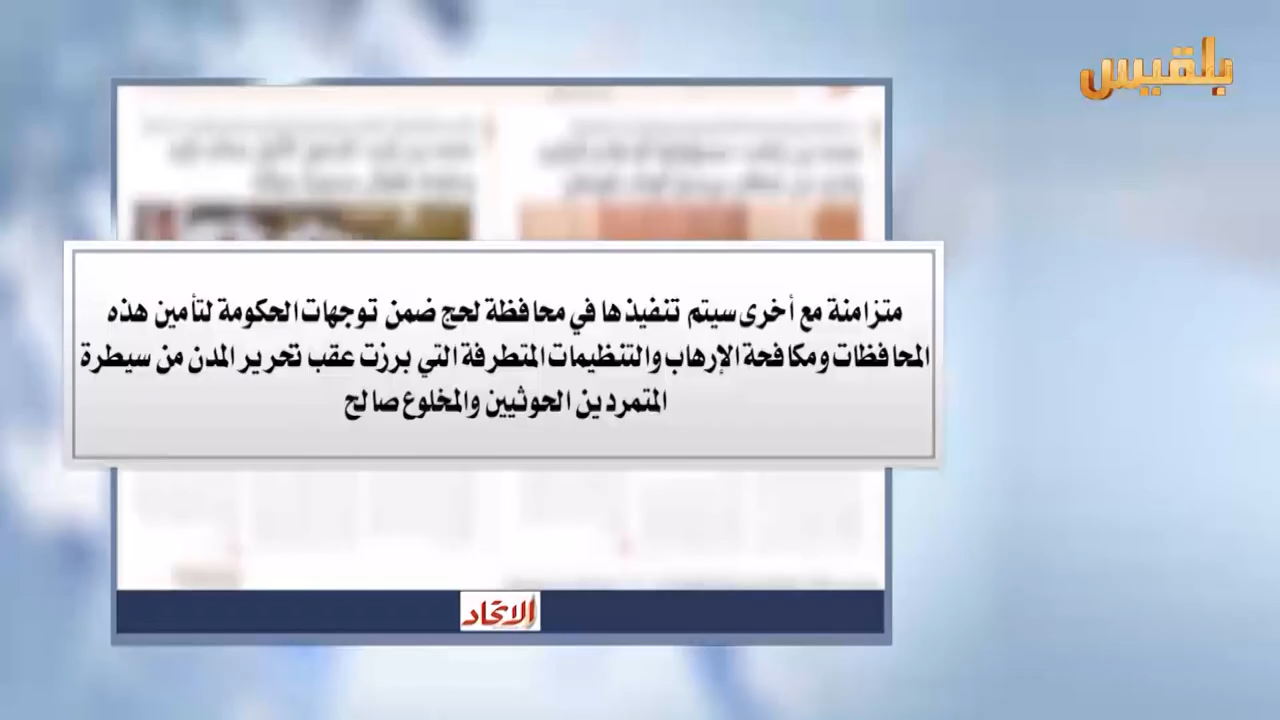 بلقيس
متزامنة مع أخرى سيتم تنفيذها في محافظة لحج ضمن توجهات الحكومة لتأمين هذه
المحافظات ومكافحة الإرهاب والتنظيمات المتطرفة التي برزت عقب تحرير المدن من سيطرة
المتمردين الحوثيين والمخلوع صالح
الاتحاد